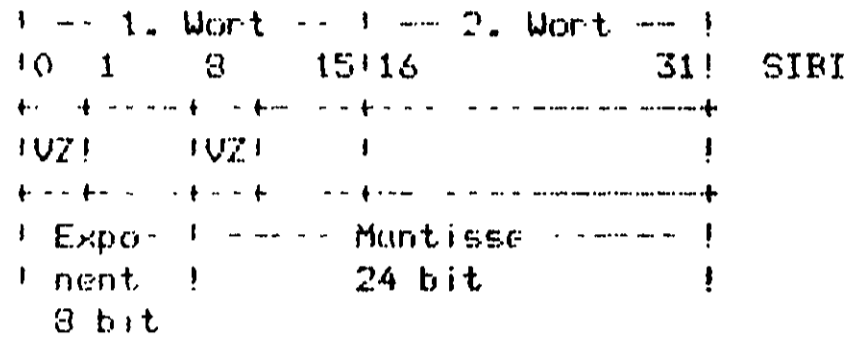 ! -- 1. Wort -- ! --- 2. Wort -- !
!0 1 8 15!16 31! SIBI
+- -+-----+ -+-- --+- - - -----------+
!VZ! !VZ! ! !
+--+- - -+--+ --+--- - -- -----------+
! Expo- ! ----- Mantisse ------ !
! nent ! 24 bit !
8 bit